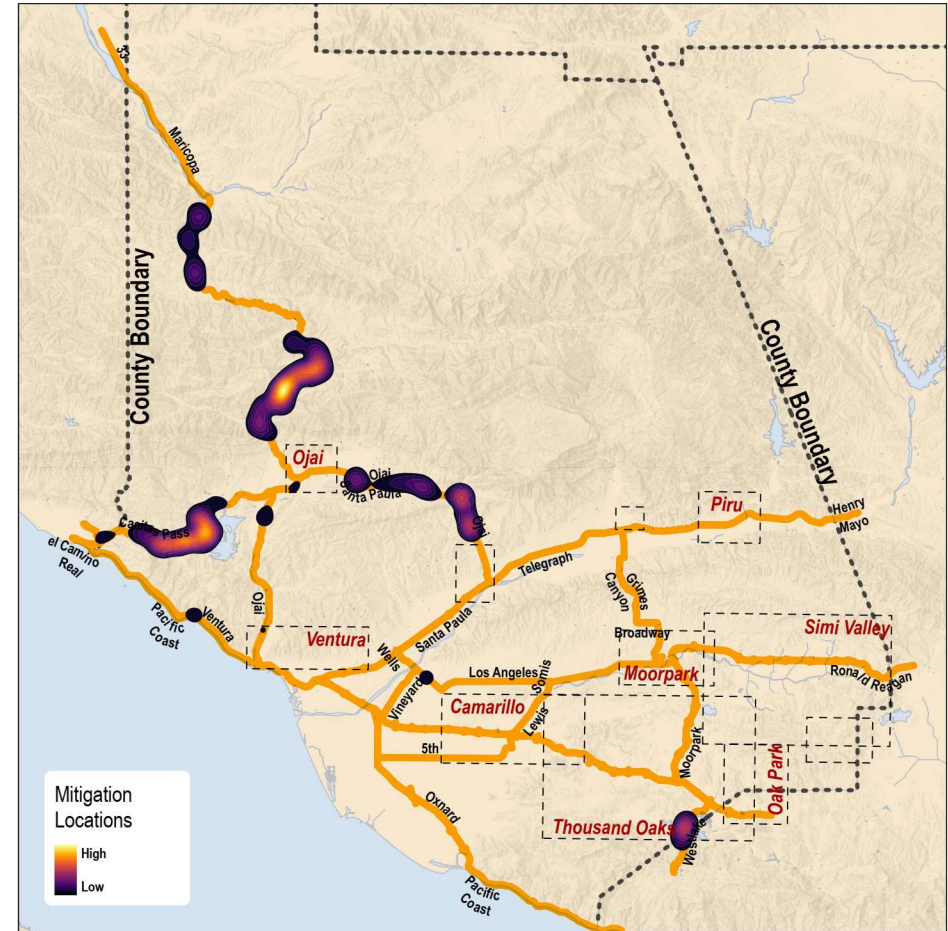 33
Maricopa
County Boundary
County Boundary
Ojai
Ojai
Santa Paula
Ojai
Piru
Henry
Mayo
Casitas Pass
el Camino
Real
Telegraph
Grimes
Canyon
Pacific
Coast
Ventura
Ojai
Ventura
Santa Paula
Broadway
Simi Valley
Wells
Los Angeles
Somis
Moorpark
Ronald Reagan
Vineyard
Camarillo
Lewis
5th
Moorpark
Oak Park
Oxnard
Thousand Oaks
Westlake
Pacific
Coast
Mitigation
Locations
High
Low